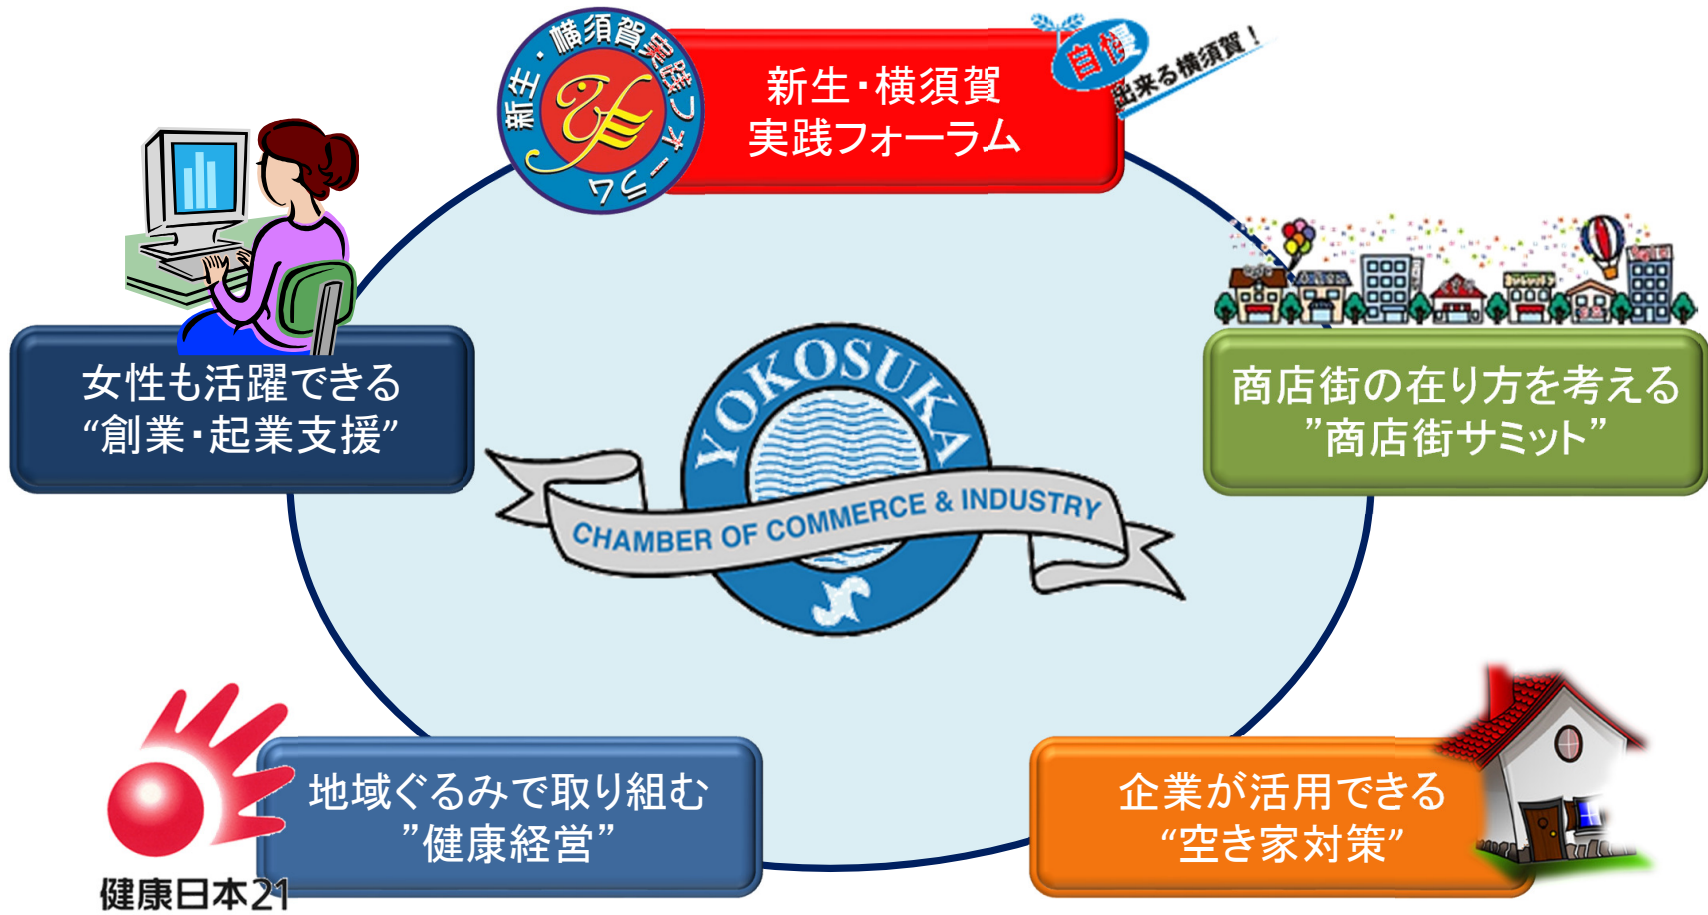 新生・横須賀実践フォーラム
新生・横須賀
実践フォーラム
自慢
出来る横須賀！
女性も活躍できる
“創業・起業支援”
商店街の在り方を考える
”商店街サミット”
YOKOSUKA
CHAMBER OF COMMERCE & INDUSTRY
地域ぐるみで取り組む
”健康経営”
健康日本21
企業が活用できる
“空き家対策”